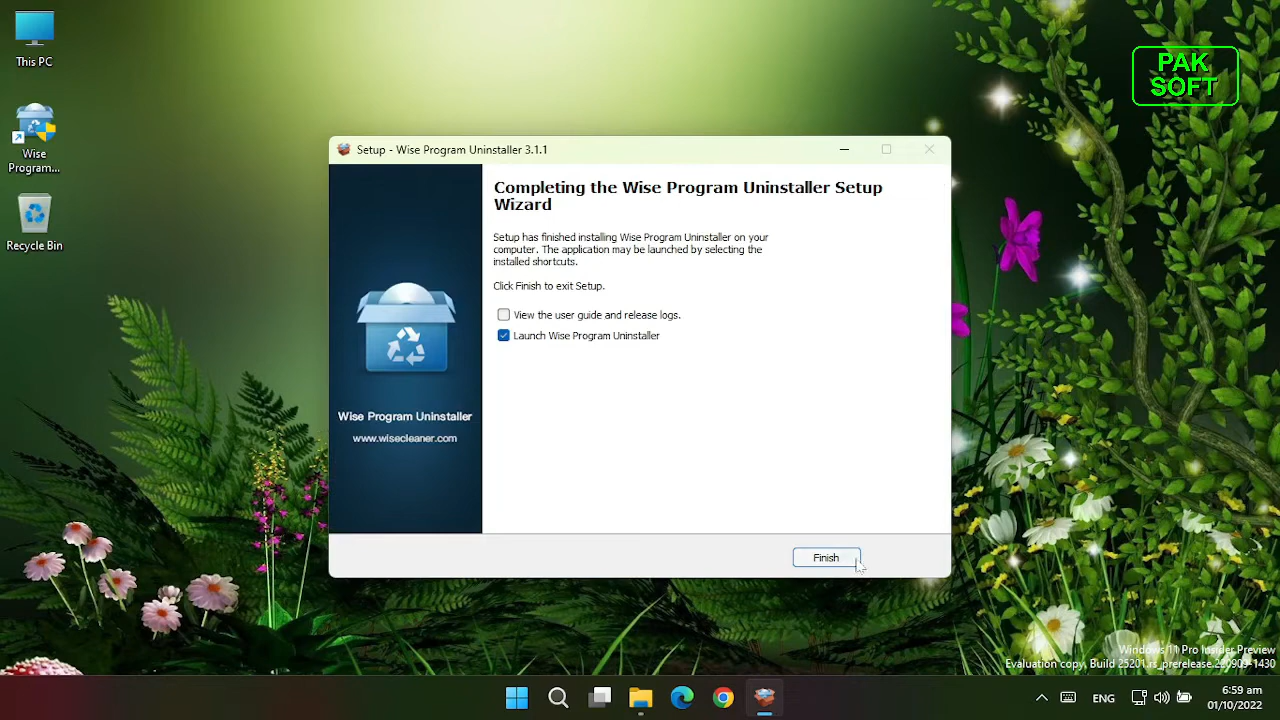 This PC
Wise
Program...
Recycle Bin
PAK
SOFT
Setup - Wise Program Uninstaller 3.1.1
Completing the Wise Program Uninstaller Setup
Wizard
Setup has finished installing Wise Program Uninstaller on your
computer. The application may be launched by selecting the
installed shortcuts.
Click Finish to exit Setup.
View the user guide and release logs.
Launch Wise Program Uninstaller
Wise Program Uninstaller
www.wisecleaner.com
Finish
Windows 11 Pro Insider Preview
Evaluation copy. Build 25201.rs_prerelease.220909-1430
ENG
6:59 am
01/10/2022